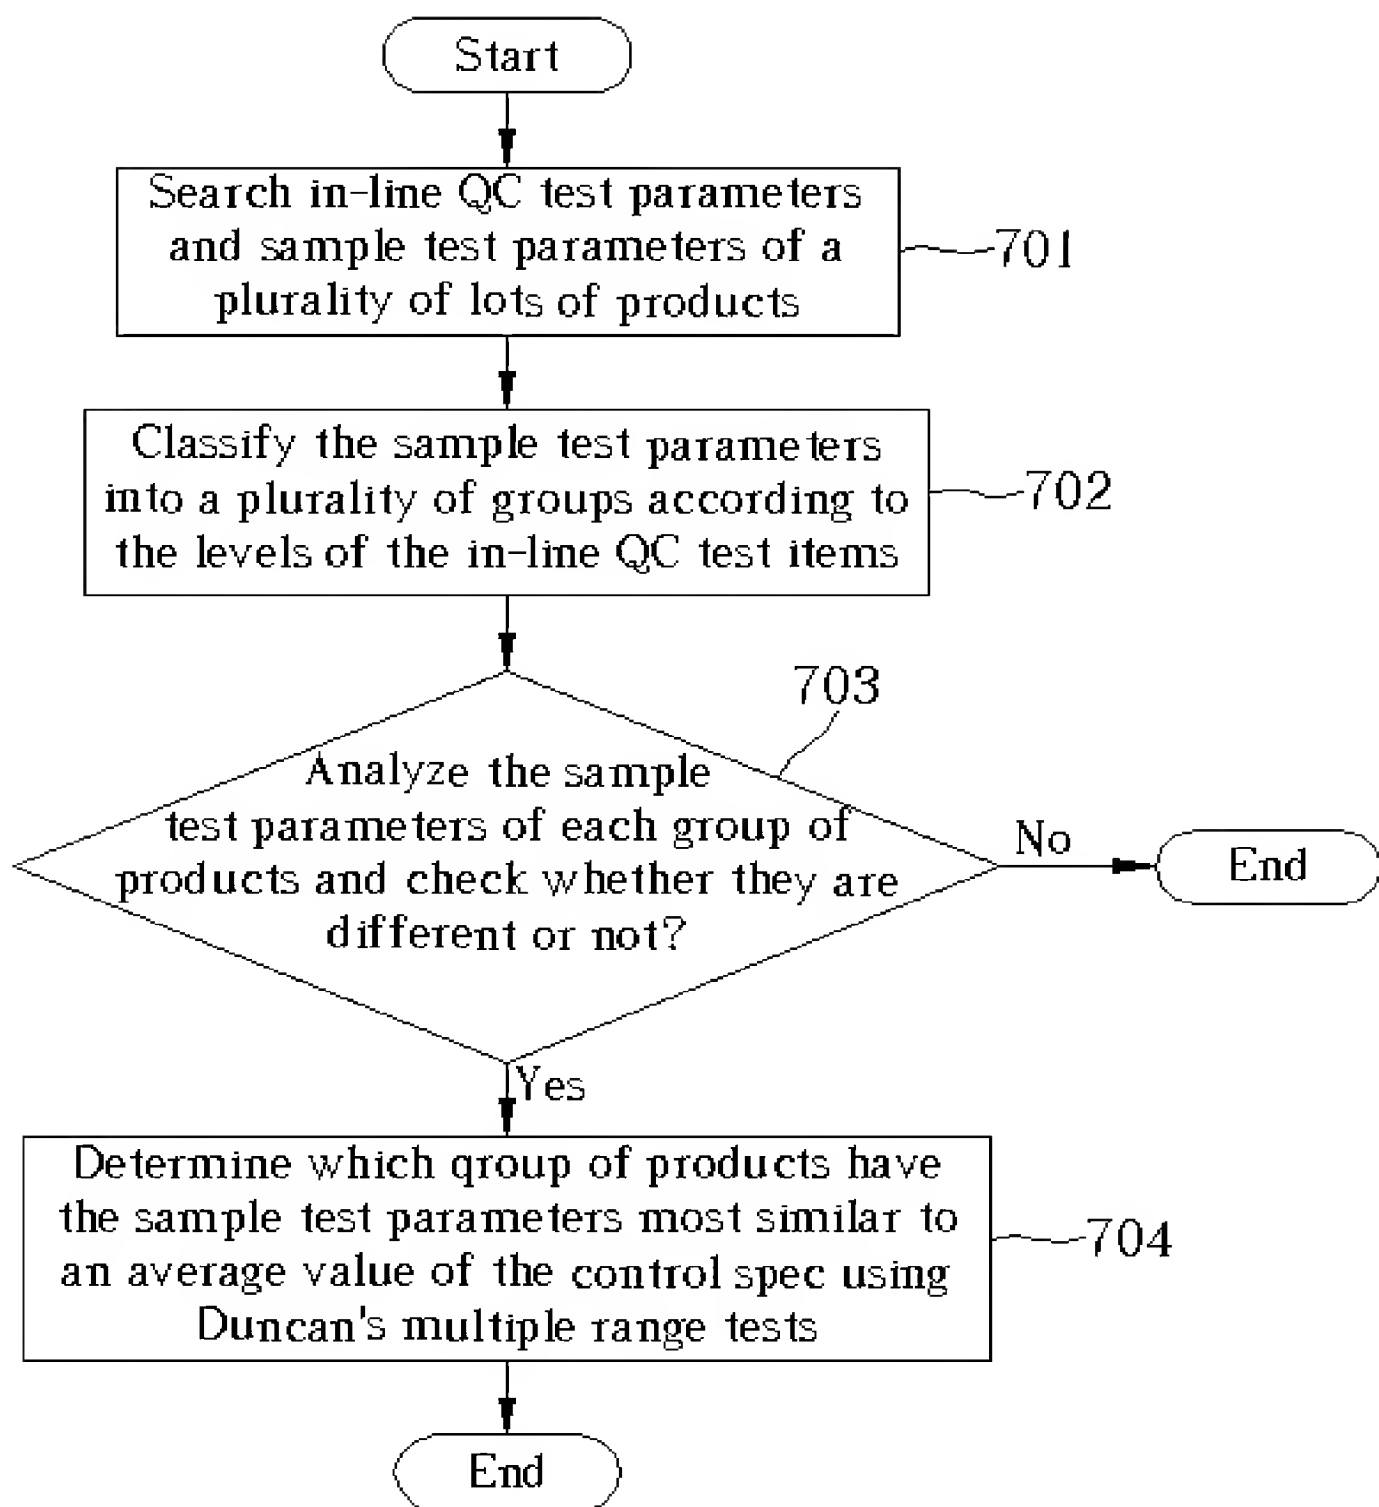 Start
Search in-line QC test parameters
and sample test parameters of a
plurality of lots of products
701
Classify the sample test parameters
into a plurality of groups according to
the levels of the in-line QC test items
702
703
Analyze the sample
test parameters of each group of
products and check whether they are
different or not?
No
End
Yes
Determine which qroup of products have
the sample test parameters most similar to
an average value of the control spec using
Duncan's multiple range tests
704
End